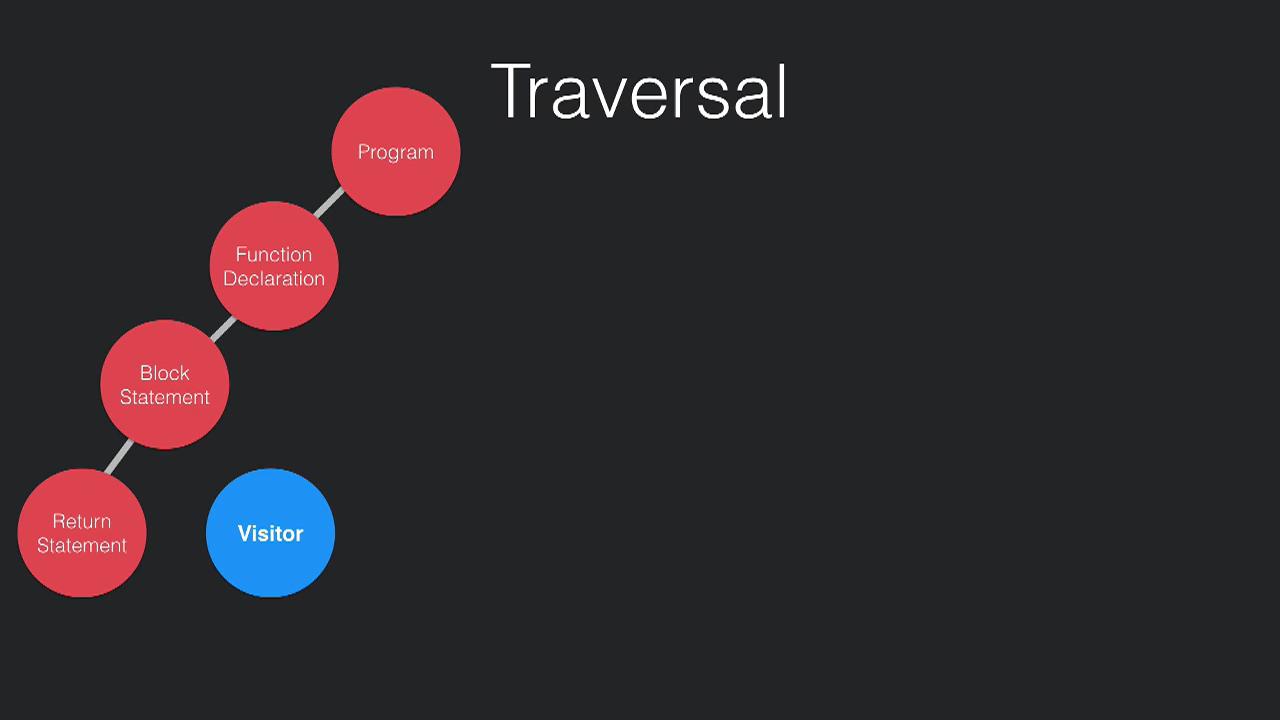 Traversal
Program
Function
Declaration
Block
Statement
Return
Statement
Visitor